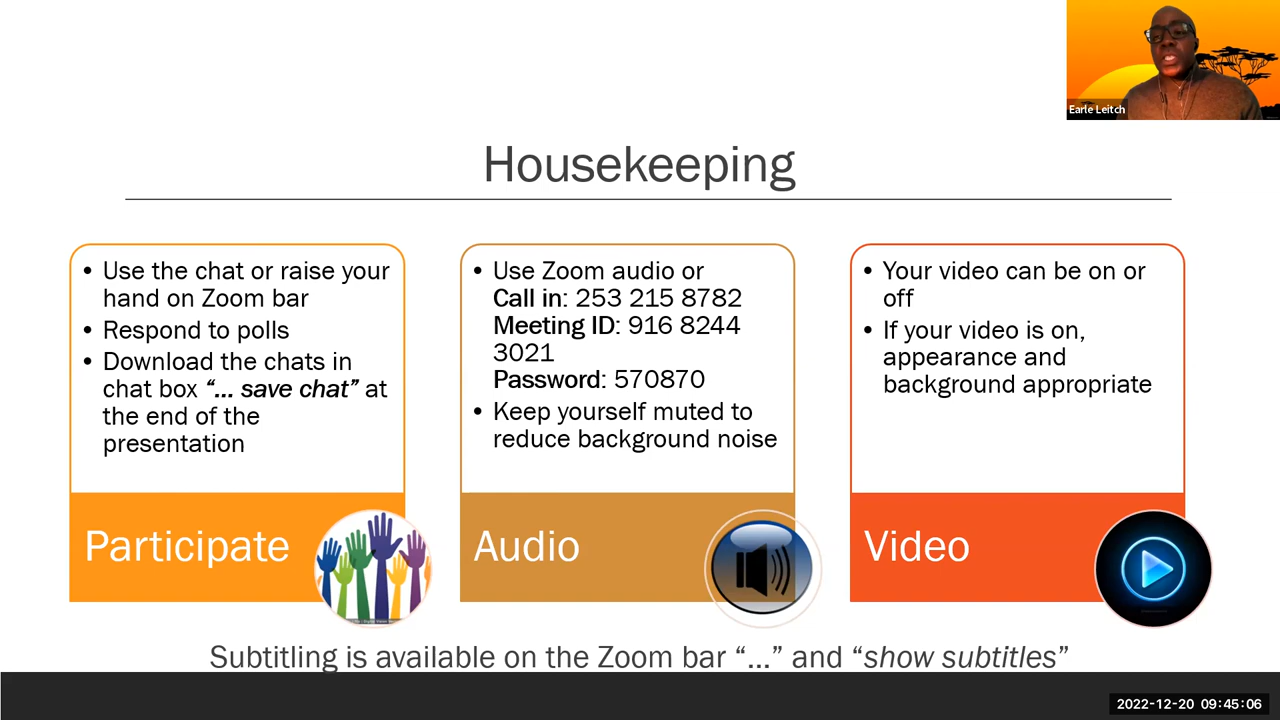 Earle Leitch
Housekeeping
• Use the chat or raise your
hand on Zoom bar
• Respond to polls
• Download the chats in
chat box “... save chat” at
the end of the
presentation
Participate
• Use Zoom audio or
Call in: 253 215 8782
Meeting ID: 916 8244
3021
Password: 570870
• Keep yourself muted to
reduce background noise
Audio
• Your video can be on or
off
• If your video is on,
appearance and
background appropriate
Video
Subtitling is available on the Zoom bar “...” and “show subtitles”
2022-12-20 09:45:06